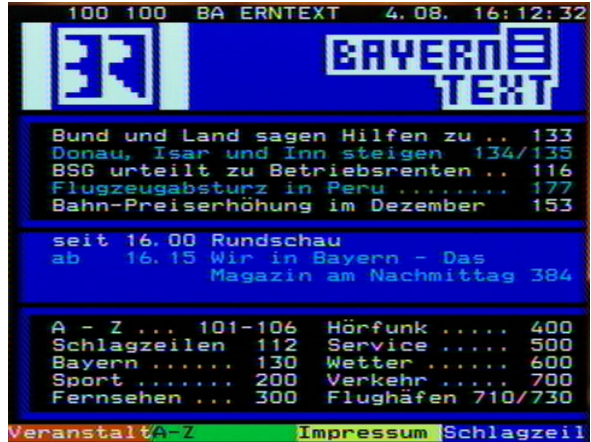 100 100 BA ERNTEXT 4.08. 16:12:32
BR
BAYERN
TEXT
Bund und Land sagen Hilfen zu .. 133
Donau, Isar und Inn steigen 134/135
BSG urteilt zu Betriebsrenten .. 116
Flugzeugabsturz in Peru ........ 177
Bahn-Preiserhöhung im Dezember 153
seit 16.00 Rundschau
ab 16.15 Wir in Bayern - Das
Magazin am Nachmittag 384
A - Z ... 101-106 Hörfunk ..... 400
Schlagzeilen 112 Service ..... 500
Bayern ...... 130 Wetter ...... 600
Sport ....... 200 Verkehr ..... 700
Fernsehen ... 300 Flughäfen 710/730
Veranstalt A-Z Impressum Schlagzeil